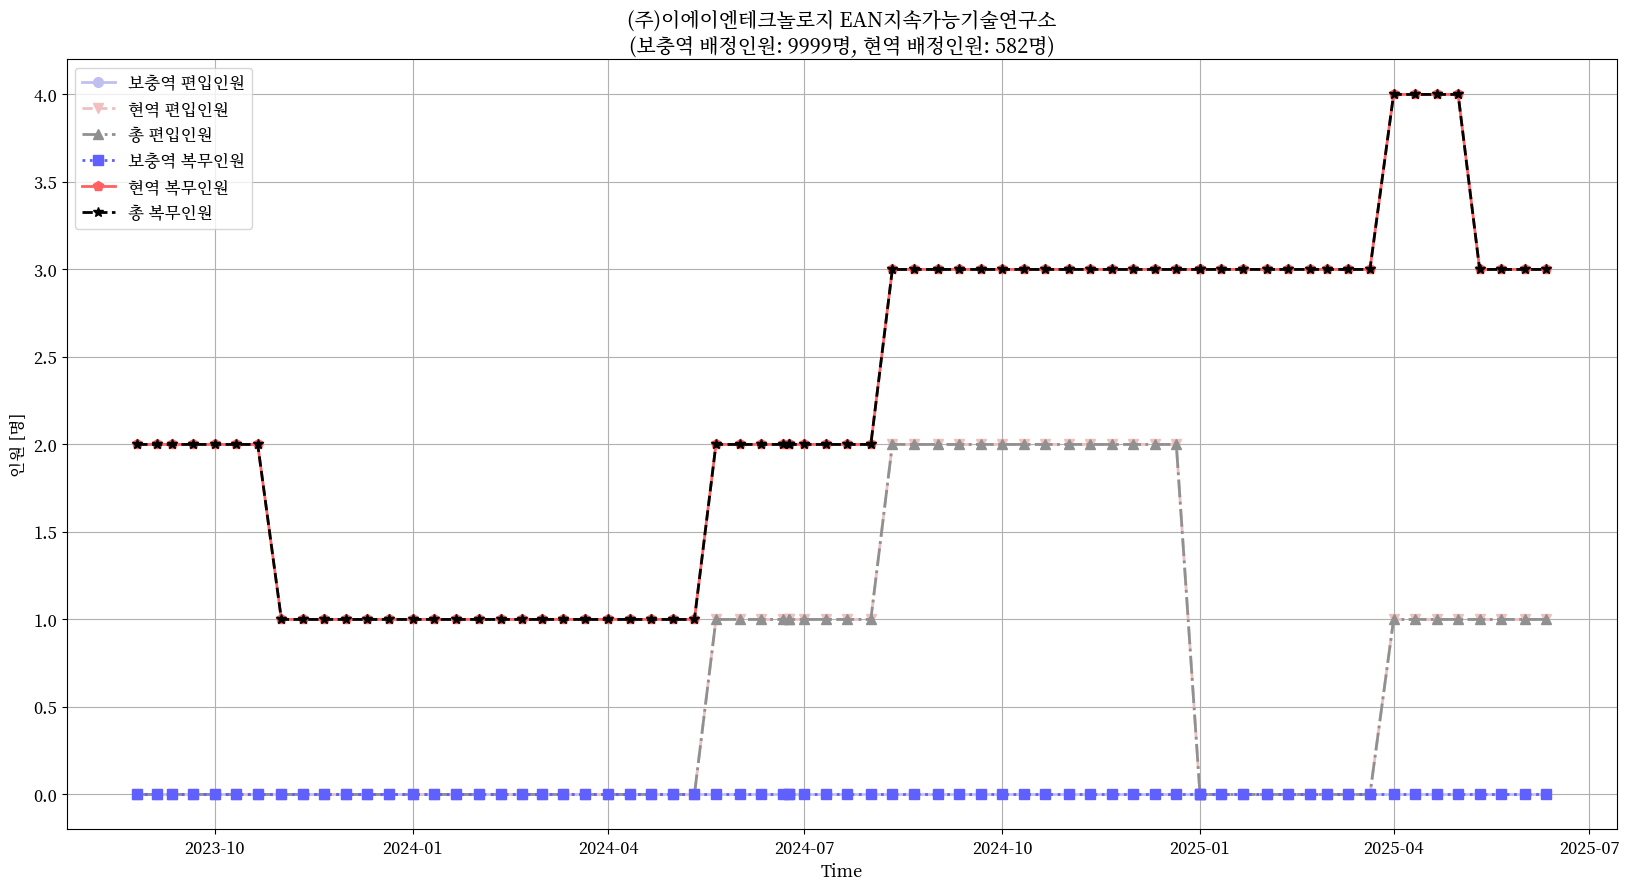 (주)이에이엔테크놀로지 EAN지속가능기술연구소
(보충역 배정인원: 9999명, 현역 배정인원: 582명)
보충역 편입인원
현역 편입인원
총 편입인원
보충역 복무인원
현역 복무인원
총 복무인원
인원 [명]
4.0
3.5
3.0
2.5
2.0
1.5
1.0
0.5
0.0
2023-10
2024-01
2024-04
2024-07
2024-10
2025-01
2025-04
2025-07
Time